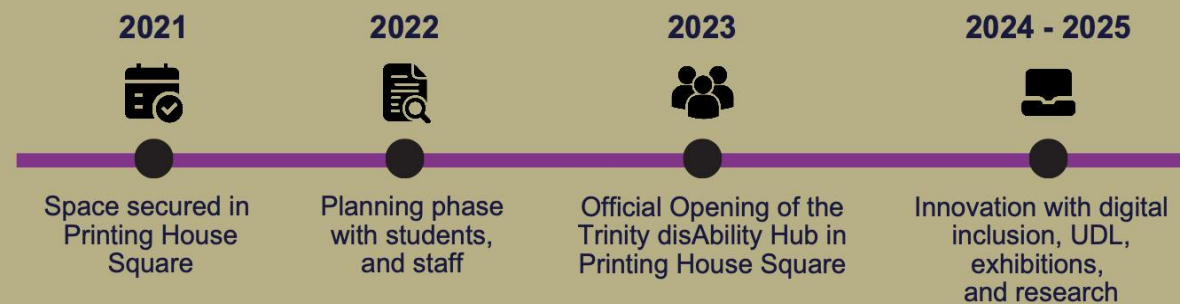 2021
Space secured in
Printing House
Square
2022
Planning phase
with students,
and staff
2023
Official Opening of the
Trinity disAbility Hub in
Printing House Square
2024 - 2025
Innovation with digital
inclusion, UDL,
exhibitions,
and research